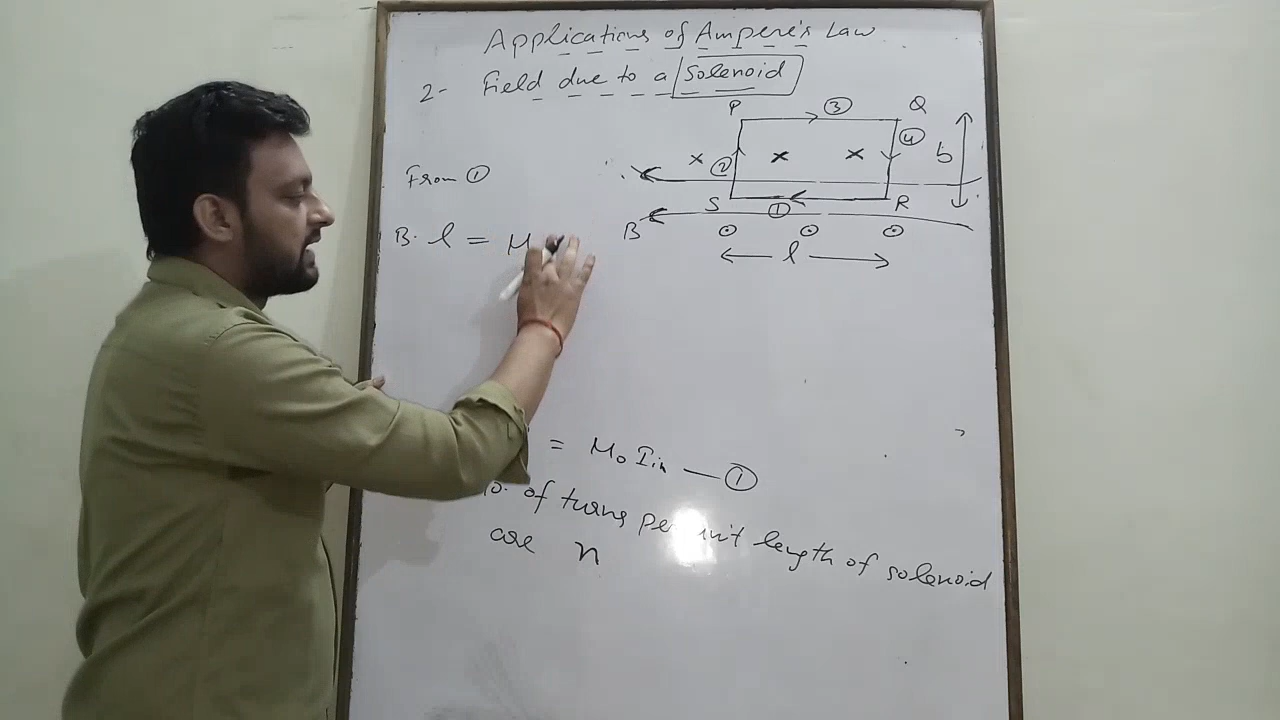 Applications of Ampere's Law
2- Field due to a Solenoid
P ③ Q
④
② b
From ①
S ① R
B
B. l = M
l
= M₀ Iin — ①
of turns per unit length of solenoid
are n